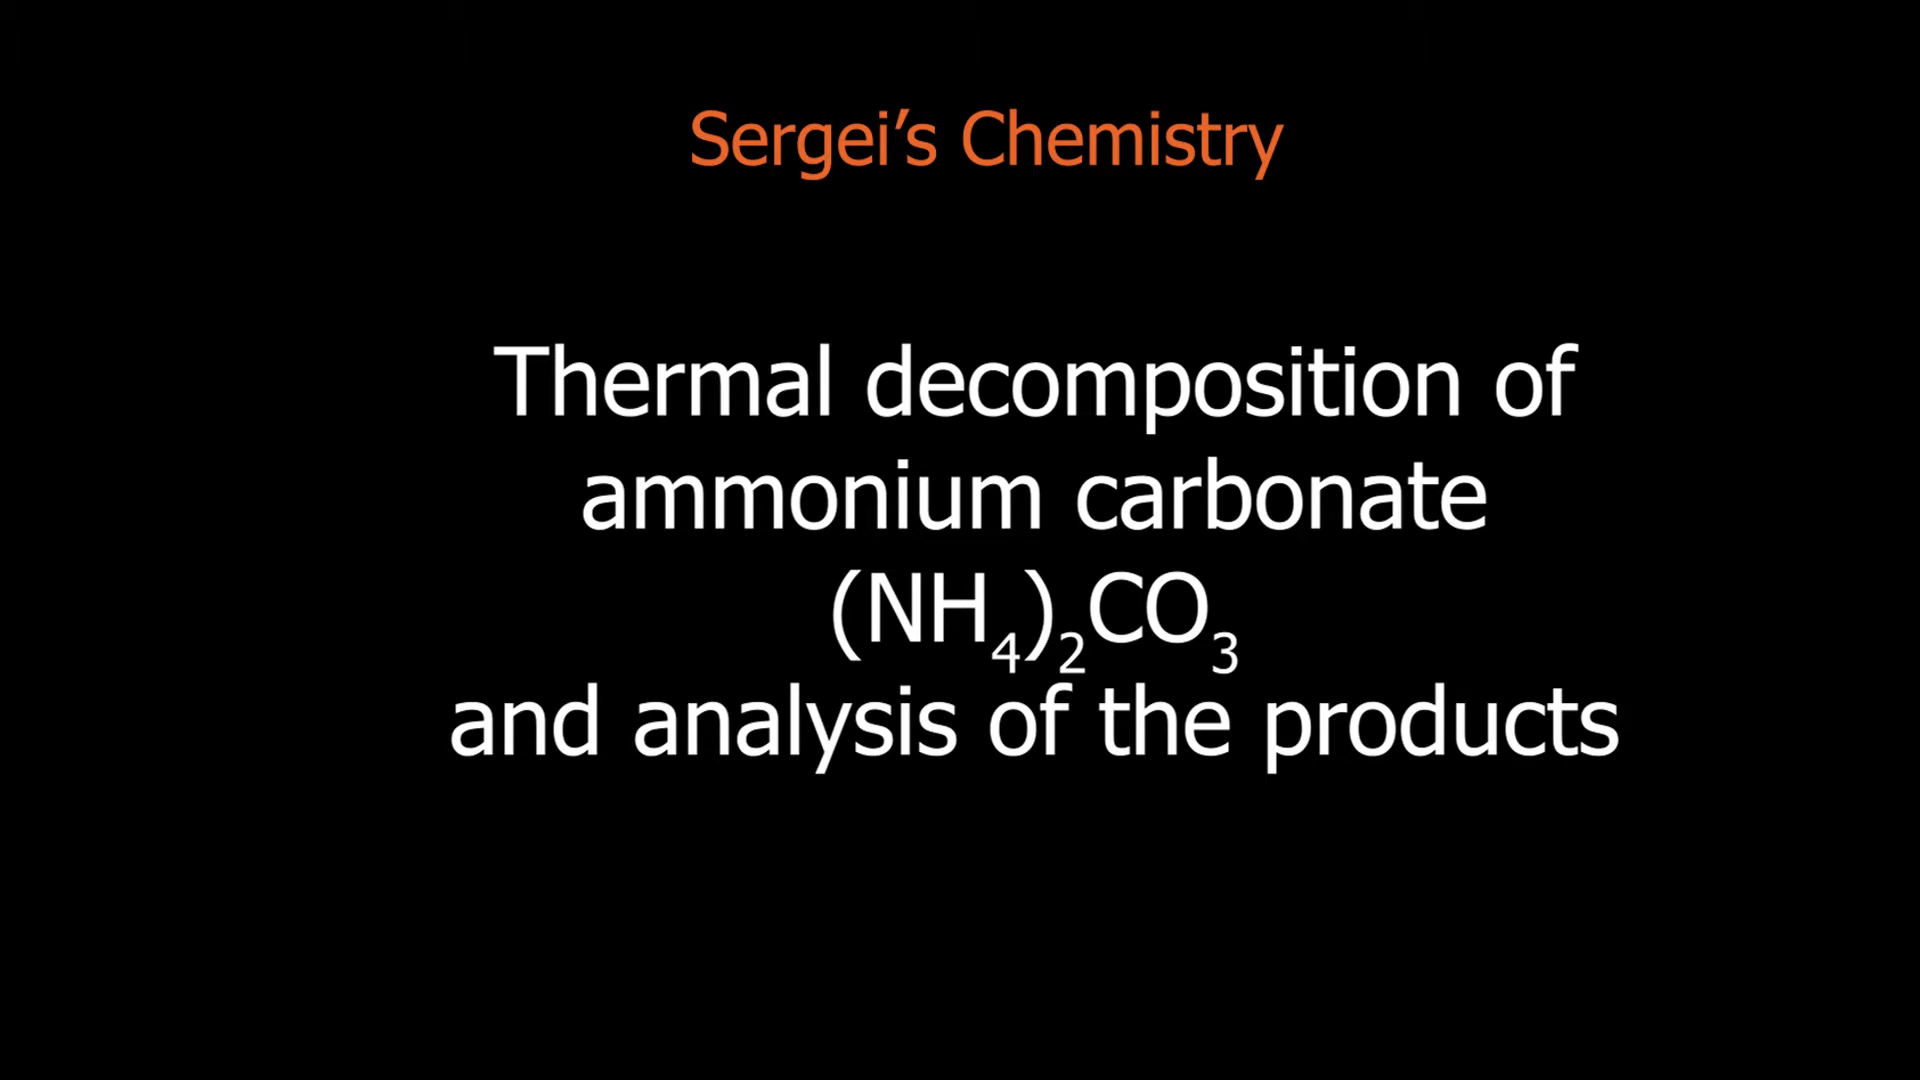 Sergei’s Chemistry
Thermal decomposition of
ammonium carbonate
(NH₄)₂CO₃
and analysis of the products